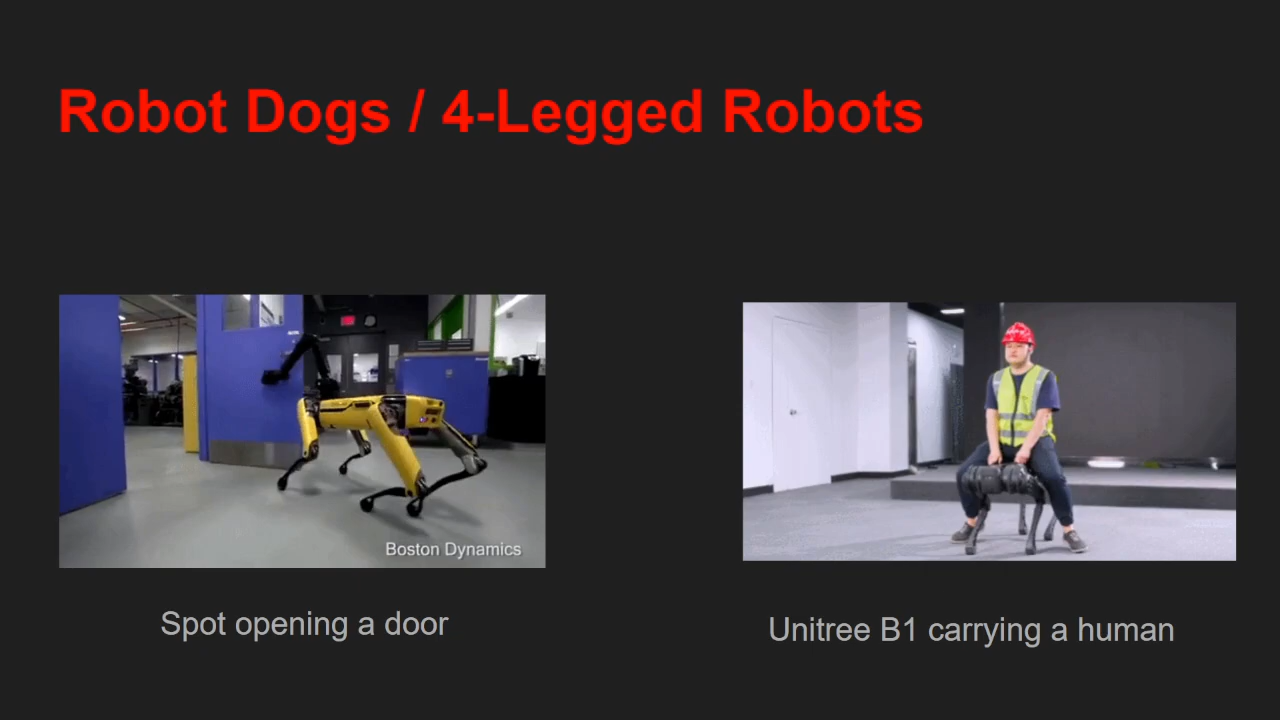 Robot Dogs / 4-Legged Robots
Boston Dynamics
Spot opening a door
Unitree B1 carrying a human